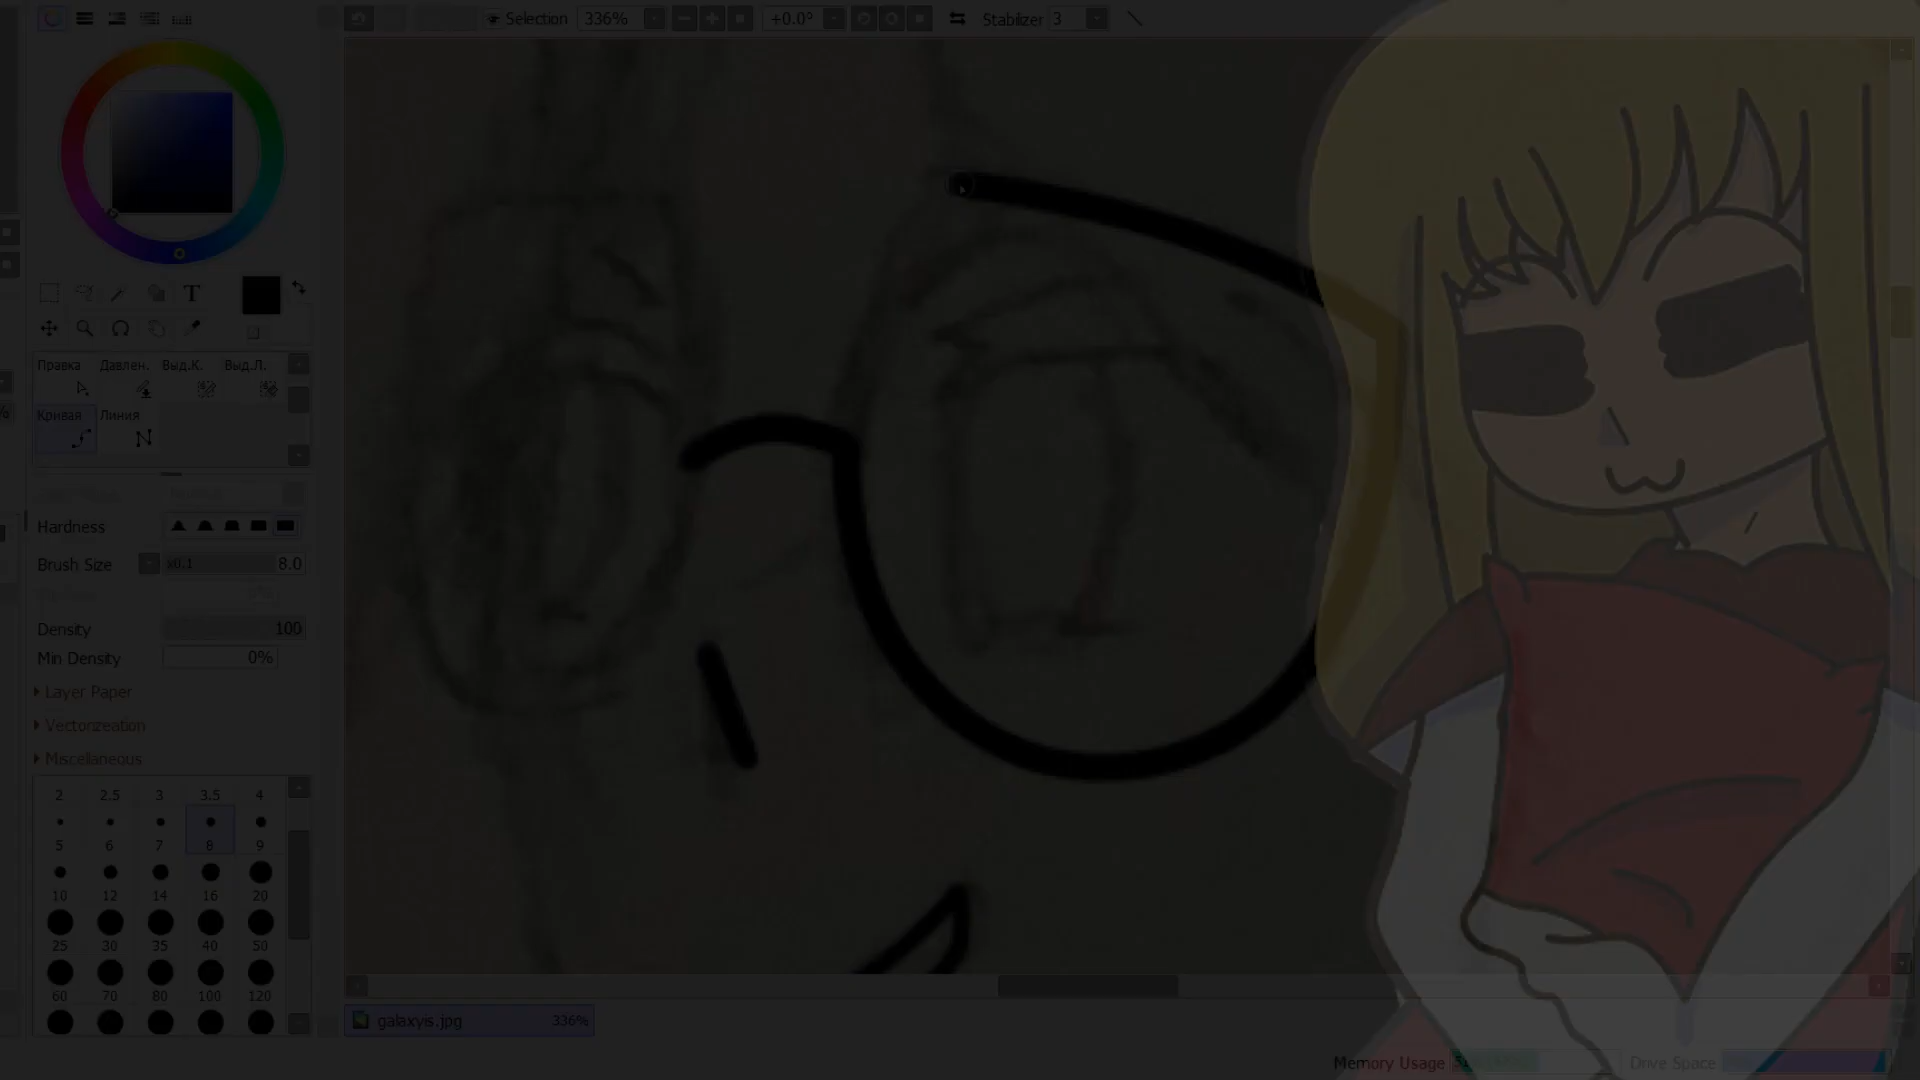 Selection 336% +0.0° Stabilizer 3
T
Правка Давлен. Выд.К. Выд.Л.
Кривая Линия
Hardness
Brush Size x0.1 8.0
Density 100
Min Density 0%
Layer Paper
Vectorizeation
Miscellaneous
2 2.5 3 3.5 4
5 6 7 8 9
10 12 14 16 20
25 30 35 40 50
60 70 80 100 120
galaxyis.jpg 336%
Memory Usage Drive Space